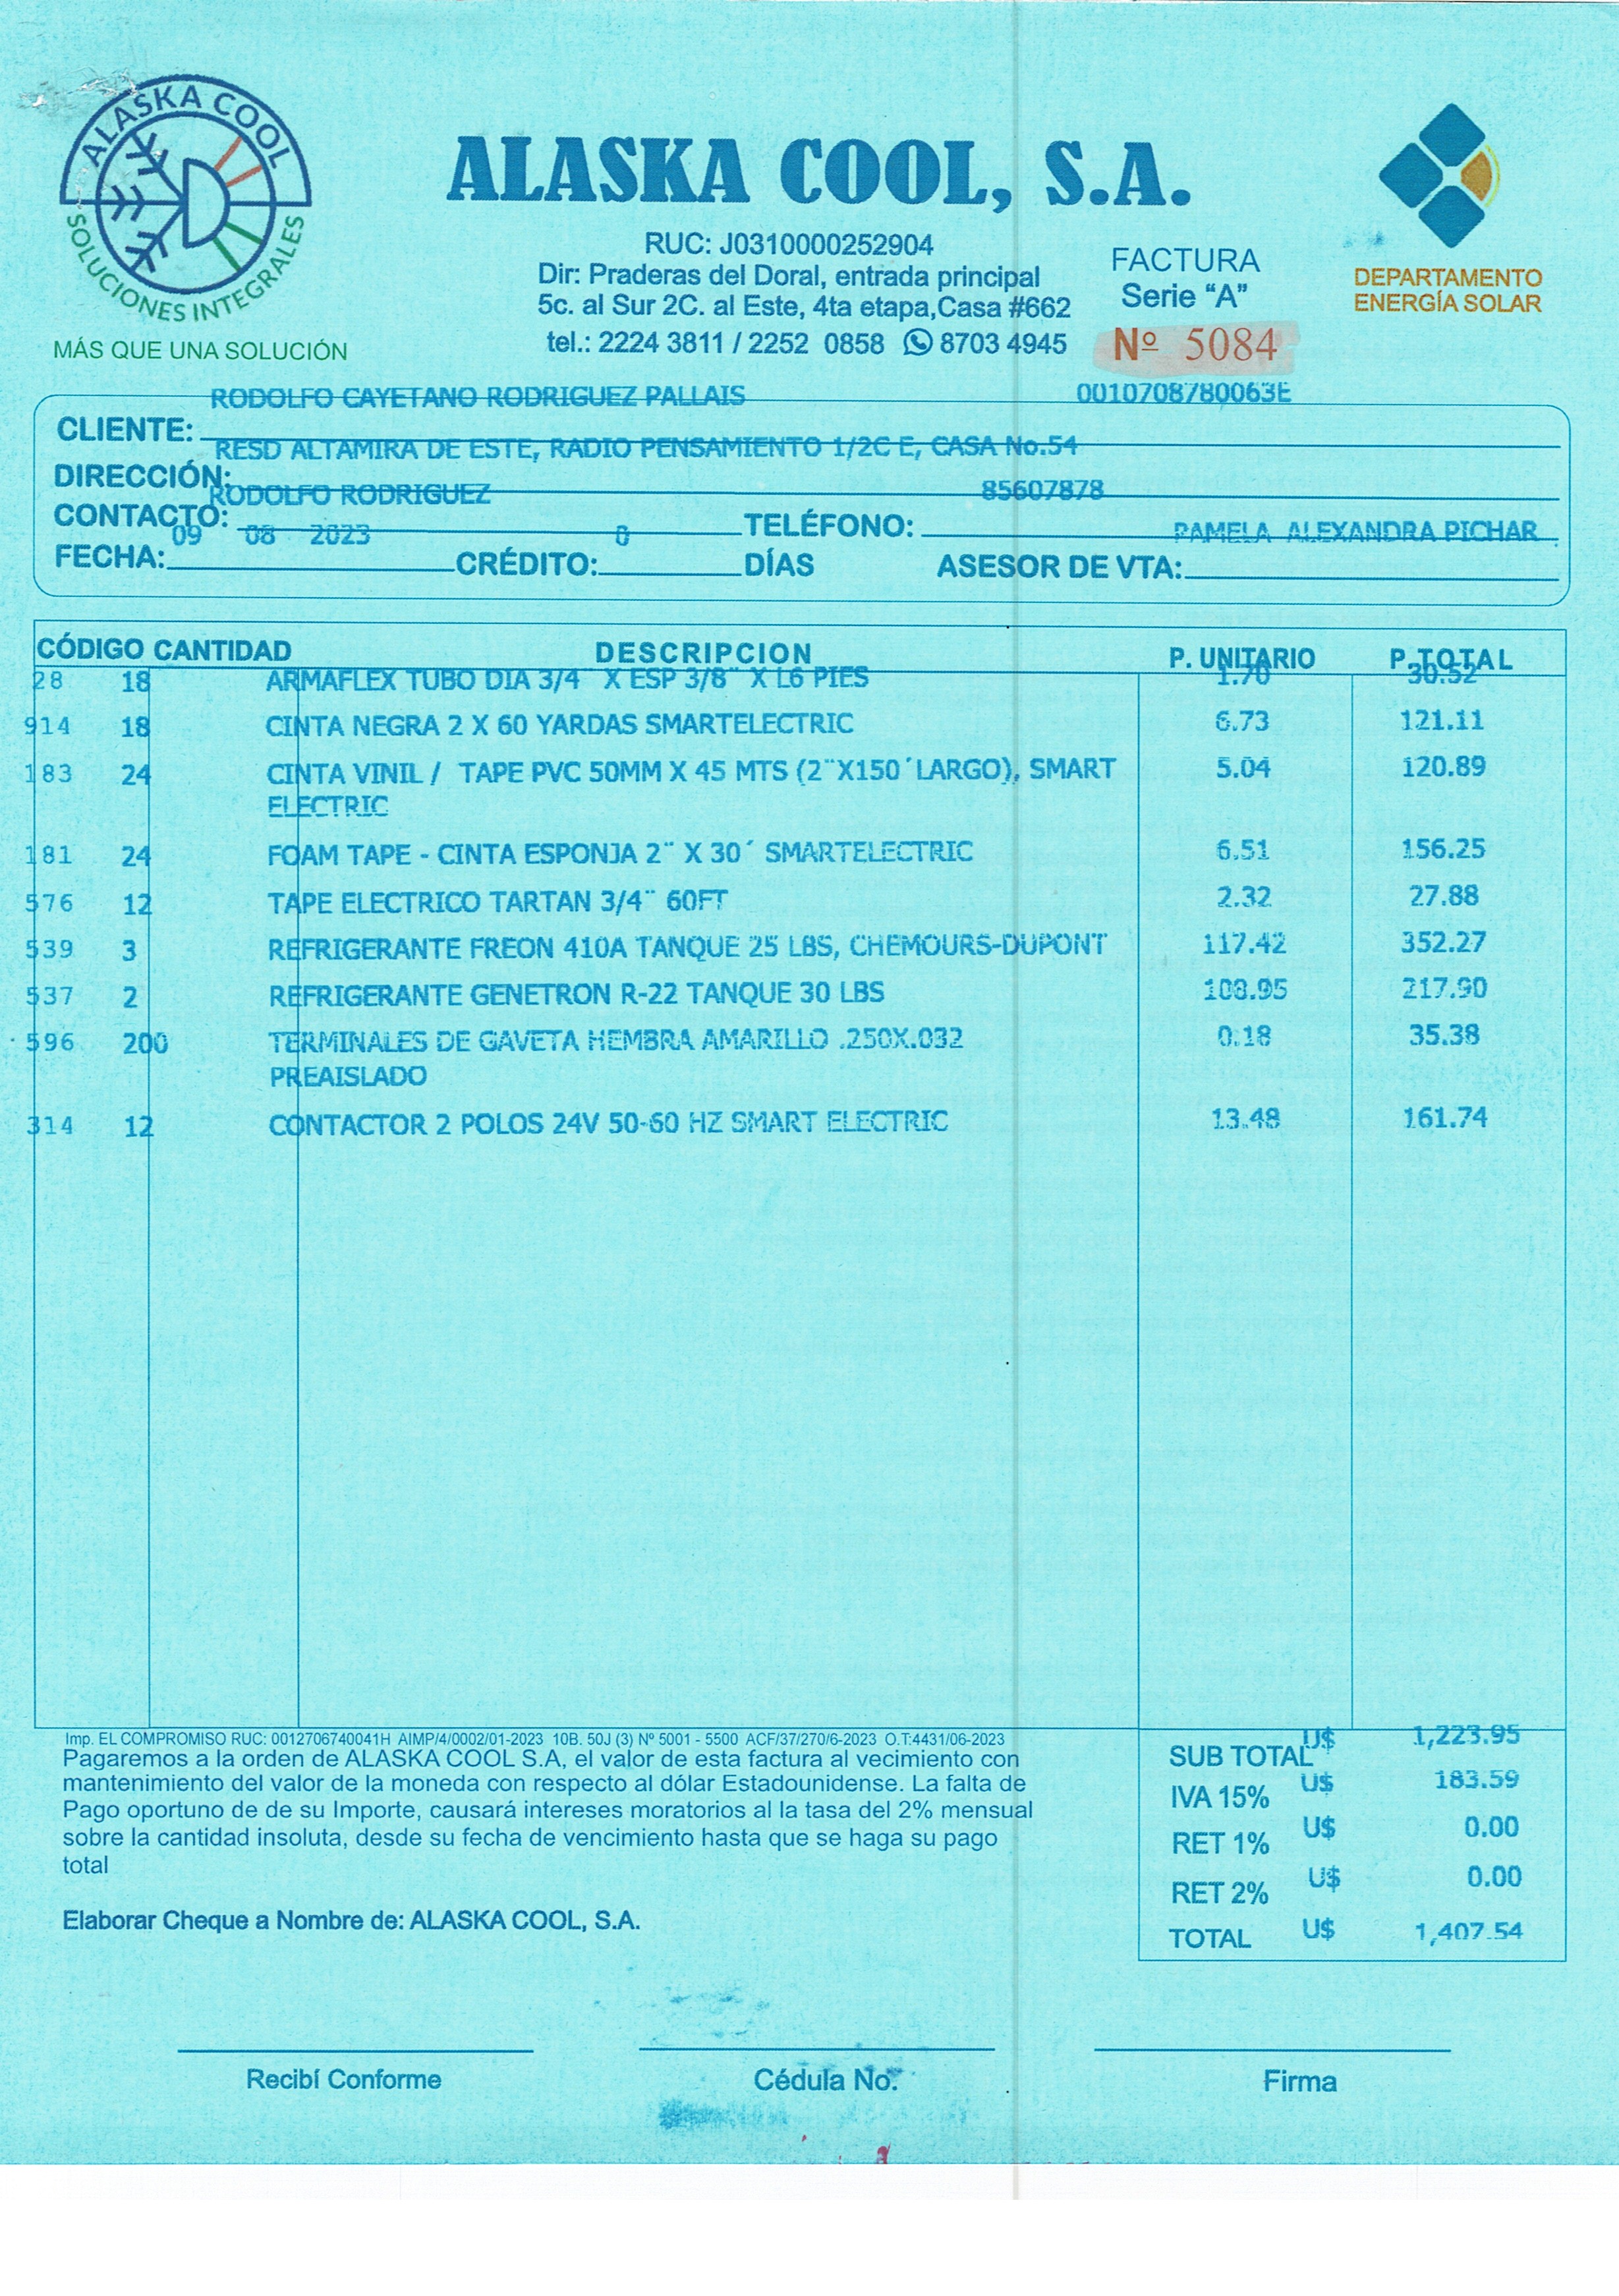 ALASKA COOL
SOLUCIONES INTEGRALES
MÁS QUE UNA SOLUCIÓN
ALASKA COOL, S.A.
RUC: J0310000252904
Dir: Praderas del Doral, entrada principal
5c. al Sur 2C. al Este, 4ta etapa,Casa #662
tel.: 2224 3811 / 2252 0858 8703 4945
FACTURA
Serie “A”
Nº 5084
DEPARTAMENTO
ENERGÍA SOLAR
RODOLFO CAYETANO RODRIGUEZ PALLAIS 0010708780063E
CLIENTE:
RESD ALTAMIRA DE ESTE, RADIO PENSAMIENTO 1/2C E, CASA No.54
DIRECCIÓN:
RODOLFO RODRIGUEZ 85607878
CONTACTO: TELÉFONO:
09 08 2023 0 PAMELA ALEXANDRA PICHAR .
FECHA: CRÉDITO: DÍAS ASESOR DE VTA:
CÓDIGO CANTIDAD DESCRIPCION P. UNITARIO P. TOTAL
28 18 ARMAFLEX TUBO DIA 3/4¨ X ESP 3/8¨ X L6 PIES 1.70 30.52
914 18 CINTA NEGRA 2 X 60 YARDAS SMARTELECTRIC 6.73 121.11
183 24 CINTA VINIL / TAPE PVC 50MM X 45 MTS (2¨X150´LARGO), SMART 5.04 120.89
ELECTRIC
181 24 FOAM TAPE - CINTA ESPONJA 2¨ X 30´ SMARTELECTRIC 6.51 156.25
576 12 TAPE ELECTRICO TARTAN 3/4¨ 60FT 2.32 27.88
539 3 REFRIGERANTE FREON 410A TANQUE 25 LBS, CHEMOURS-DUPONT 117.42 352.27
537 2 REFRIGERANTE GENETRON R-22 TANQUE 30 LBS 108.95 217.90
596 200 TERMINALES DE GAVETA HEMBRA AMARILLO .250X.032 0.18 35.38
PREAISLADO
314 12 CONTACTOR 2 POLOS 24V 50-60 HZ SMART ELECTRIC 13.48 161.74
Imp. EL COMPROMISO RUC: 0012706740041H AIMP/4/0002/01-2023 10B. 50J (3) Nº 5001 - 5500 ACF/37/270/6-2023 O.T:4431/06-2023
Pagaremos a la orden de ALASKA COOL S.A, el valor de esta factura al vecimiento con
mantenimiento del valor de la moneda con respecto al dólar Estadounidense. La falta de
Pago oportuno de de su Importe, causará intereses moratorios al la tasa del 2% mensual
sobre la cantidad insoluta, desde su fecha de vencimiento hasta que se haga su pago
total
Elaborar Cheque a Nombre de: ALASKA COOL, S.A.
SUB TOTAL U$ 1,223.95
IVA 15% U$ 183.59
RET 1% U$ 0.00
RET 2% U$ 0.00
TOTAL U$ 1,407.54
Recibí Conforme Cédula No. Firma